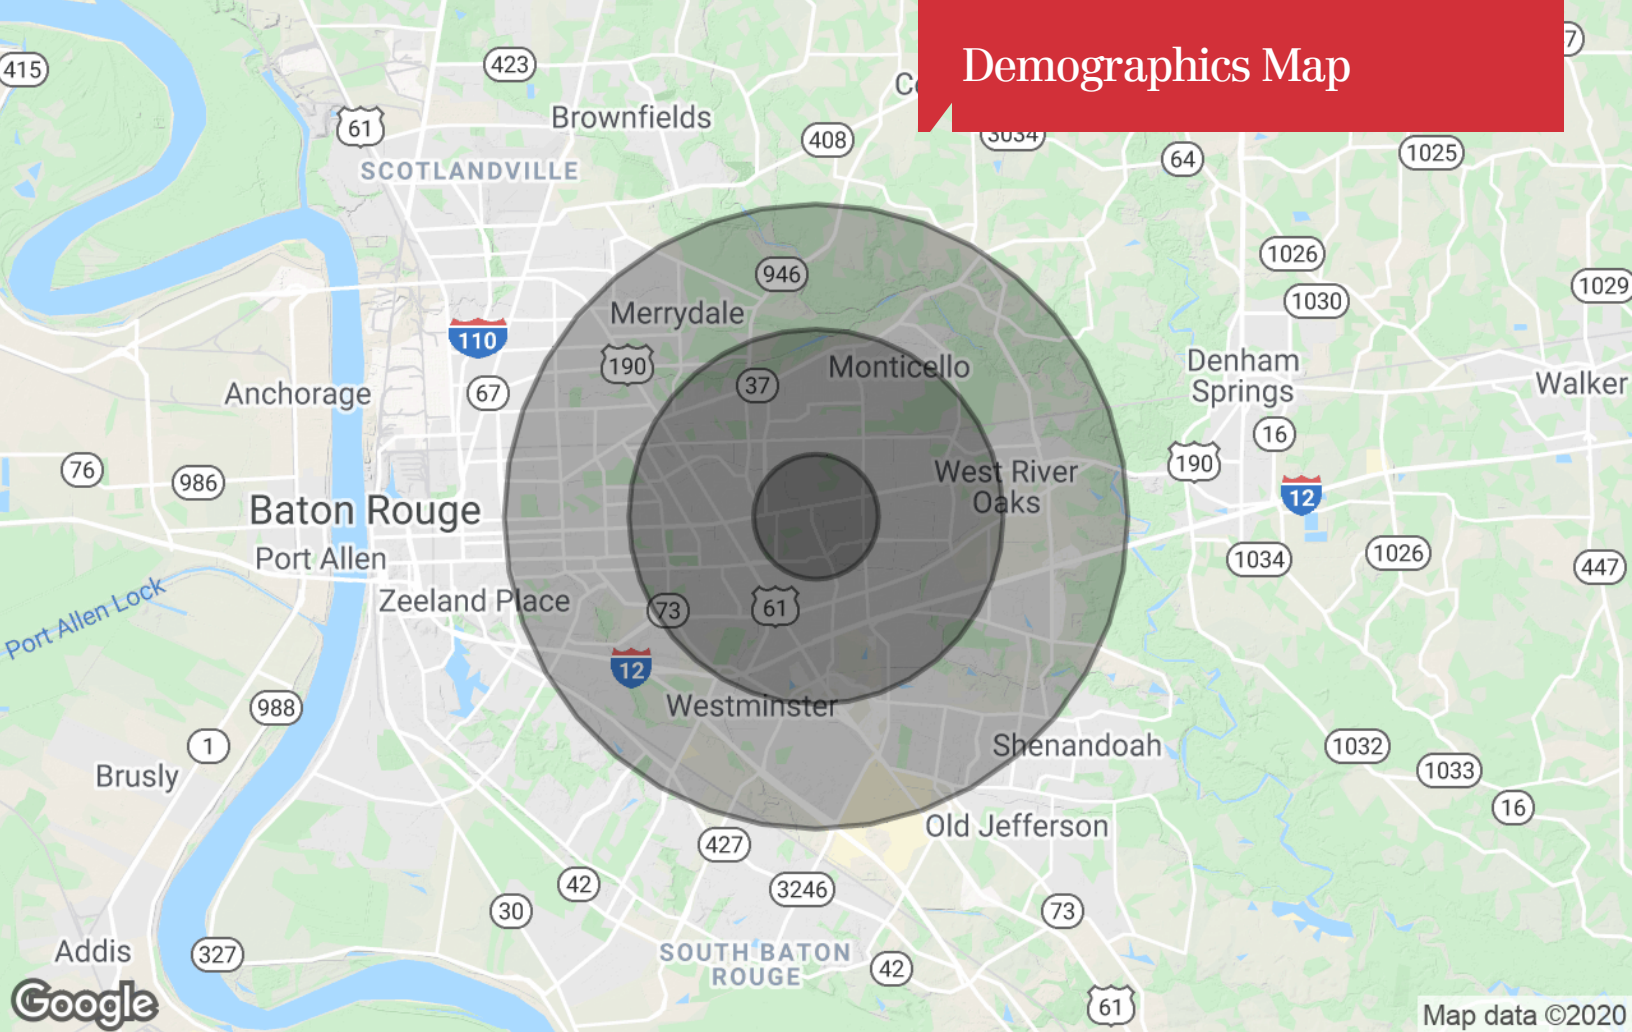 Demographics Map
7
415
423
Brownfields
61
408
3034
64
1025
SCOTLANDVILLE
946
1026
1029
1030
Merrydale
110
190
Monticello
Denham
Springs
Walker
37
67
Anchorage
16
190
76
986
West River
Oaks
12
Baton Rouge
Port Allen
1034
1026
447
Port Allen Lock
Zeeland Place
73
61
12
988
Westminster
1
Shenandoah
1032
1033
Brusly
16
Old Jefferson
427
42
3246
30
73
Addis
327
SOUTH BATON
ROUGE
42
61
Google
Map data ©2020